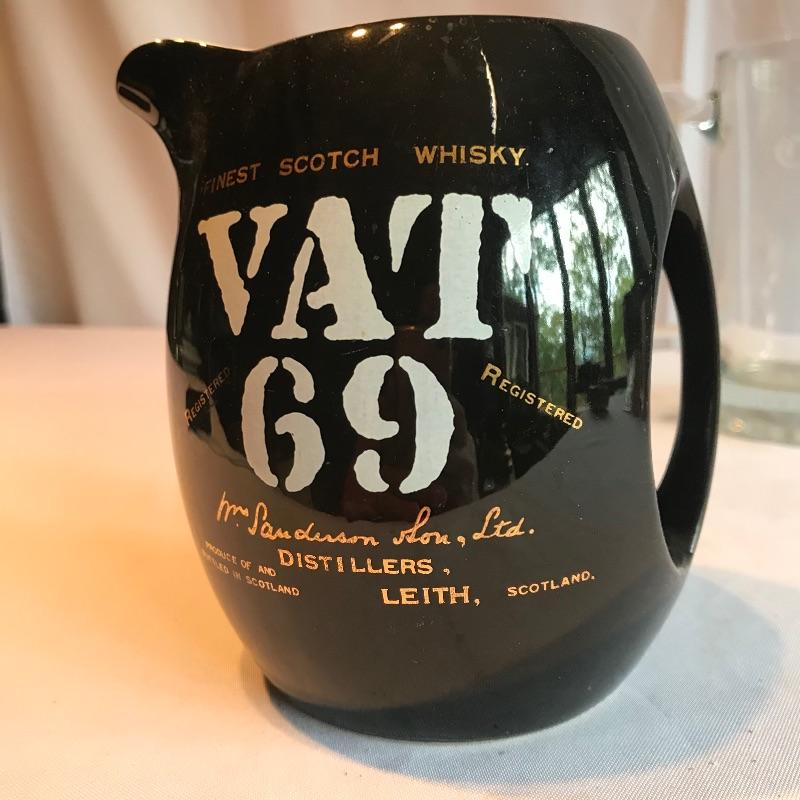 FINEST SCOTCH WHISKY
VAT
69
REGISTERED
REGISTERED
Wm Sanderson & Son, Ltd.
DISTILLERS,
PRODUCE OF AND
BOTTLED IN SCOTLAND
LEITH, SCOTLAND.